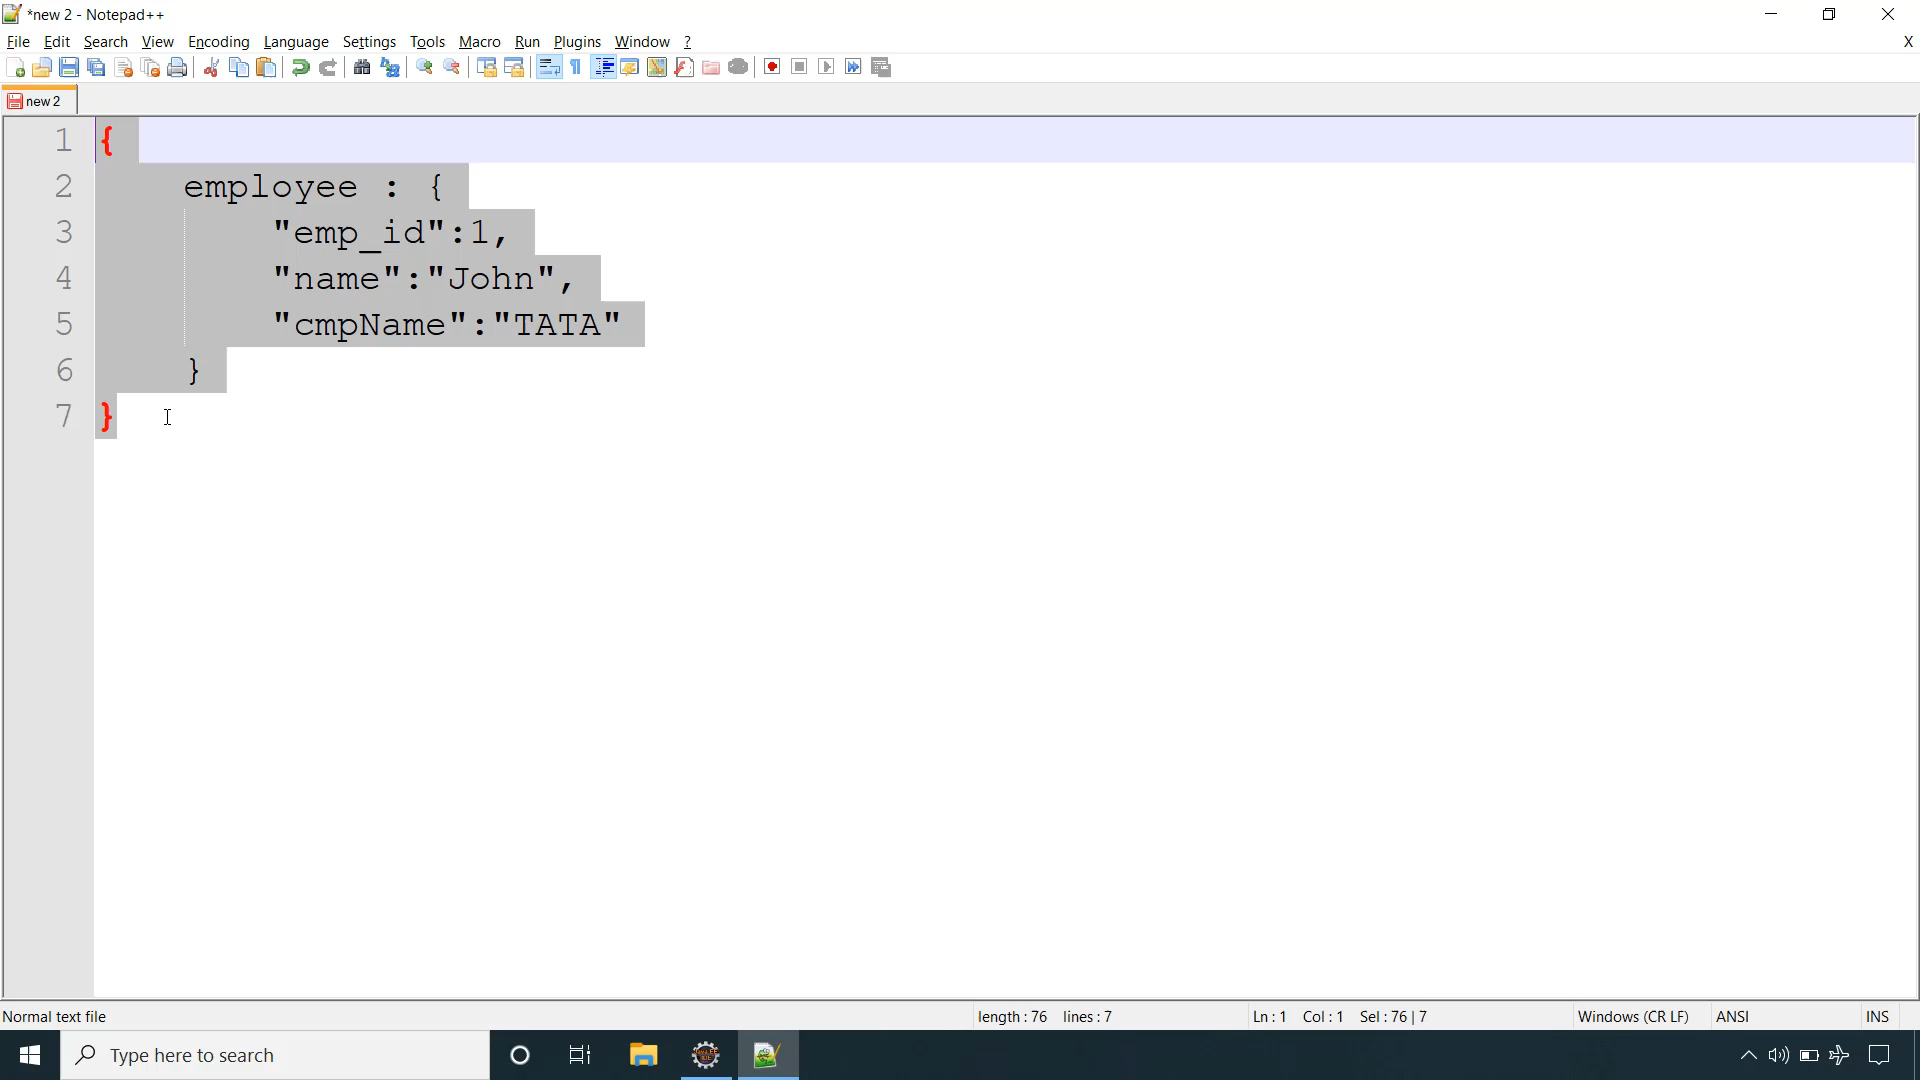 *new 2 - Notepad++
File Edit Search View Encoding Language Settings Tools Macro Run Plugins Window ? X
new 2
1 {
2 employee : {
3 "emp_id":1,
4 "name":"John",
5 "cmpName":"TATA"
6 }
7 }
Normal text file length : 76 lines : 7 Ln : 1 Col : 1 Sel : 76 | 7 Windows (CR LF) ANSI INS
Type here to search